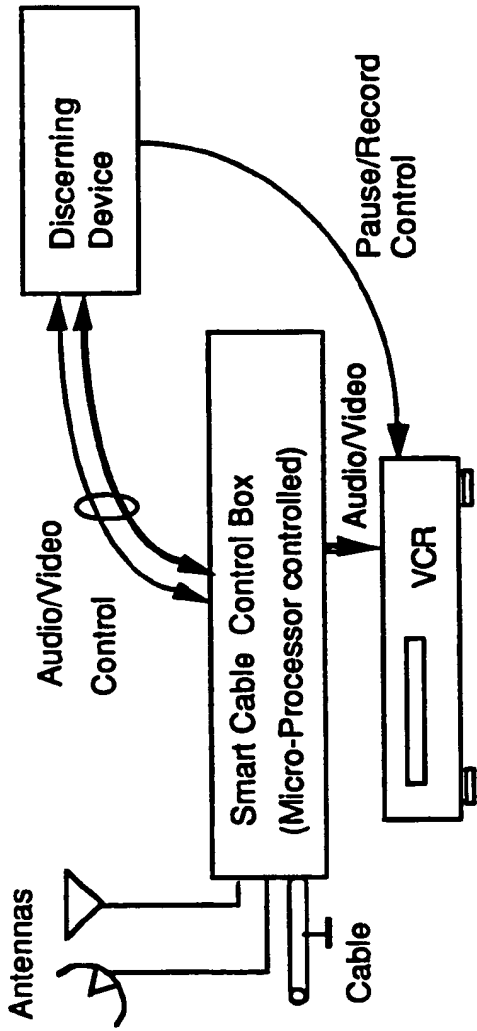 Antennas
Audio/Video
Control
Discerning
Device
Smart Cable Control Box
(Micro-Processor controlled)
Cable
Audio/Video
Pause/Record
Control
VCR